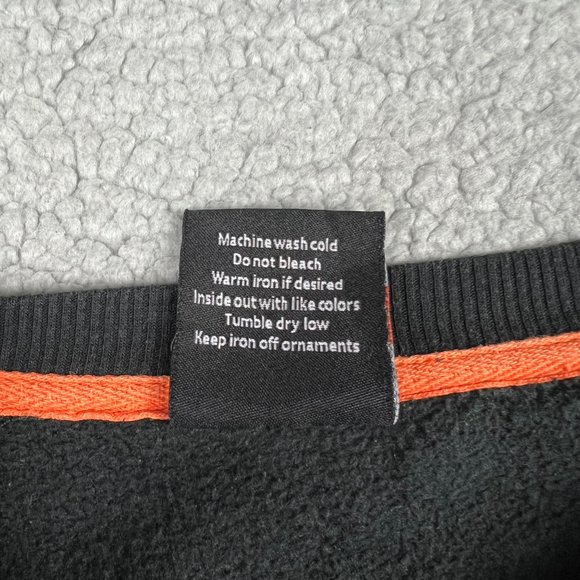 Machine wash cold
Do not bleach
Warm iron if desired
Inside out with like colors
Tumble dry low
Keep iron off ornaments